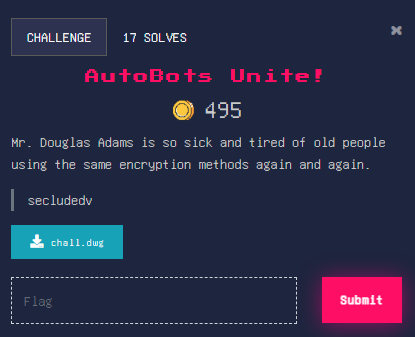 CHALLENGE 17 SOLVES
AutoBots Unite!
495
Mr. Douglas Adams is so sick and tired of old people
using the same encryption methods again and again.
secludedv
chall.dwg
Flag
Submit